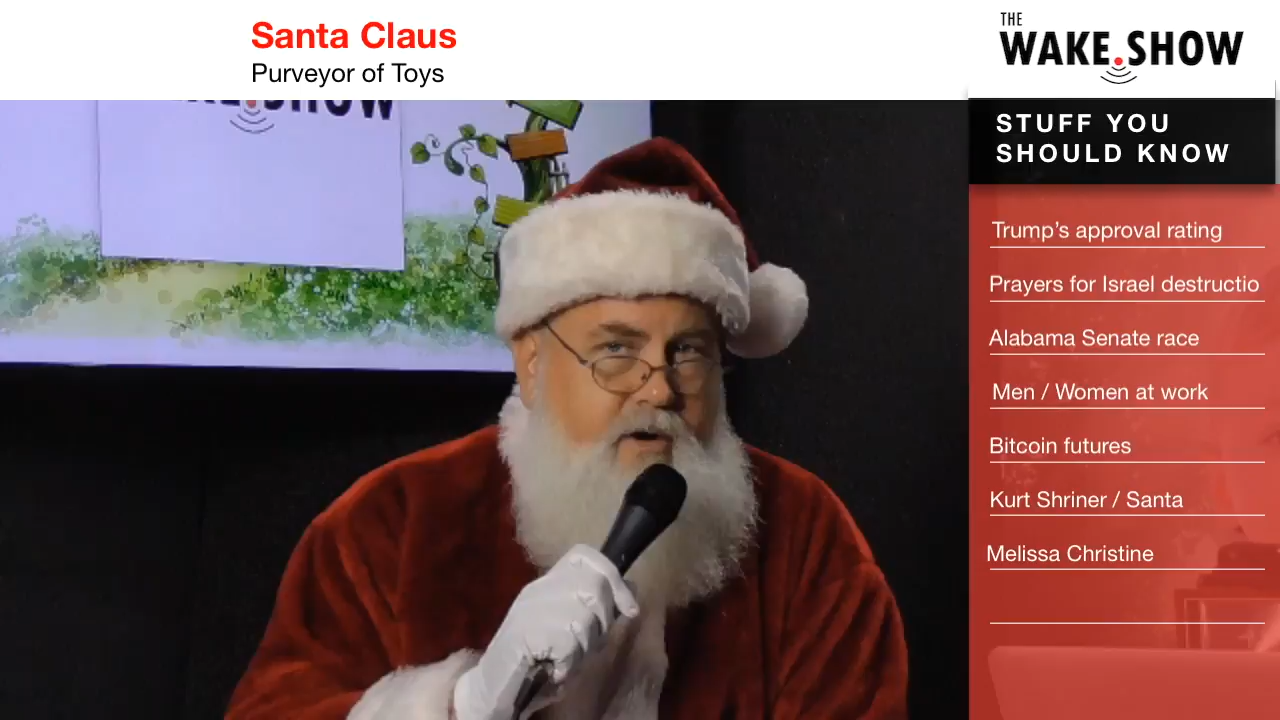 Santa Claus
Purveyor of Toys
THE
WAKE.SHOW
STUFF YOU
SHOULD KNOW
Trump's approval rating
Prayers for Israel destructio
Alabama Senate race
Men / Women at work
Bitcoin futures
Kurt Shriner / Santa
Melissa Christine